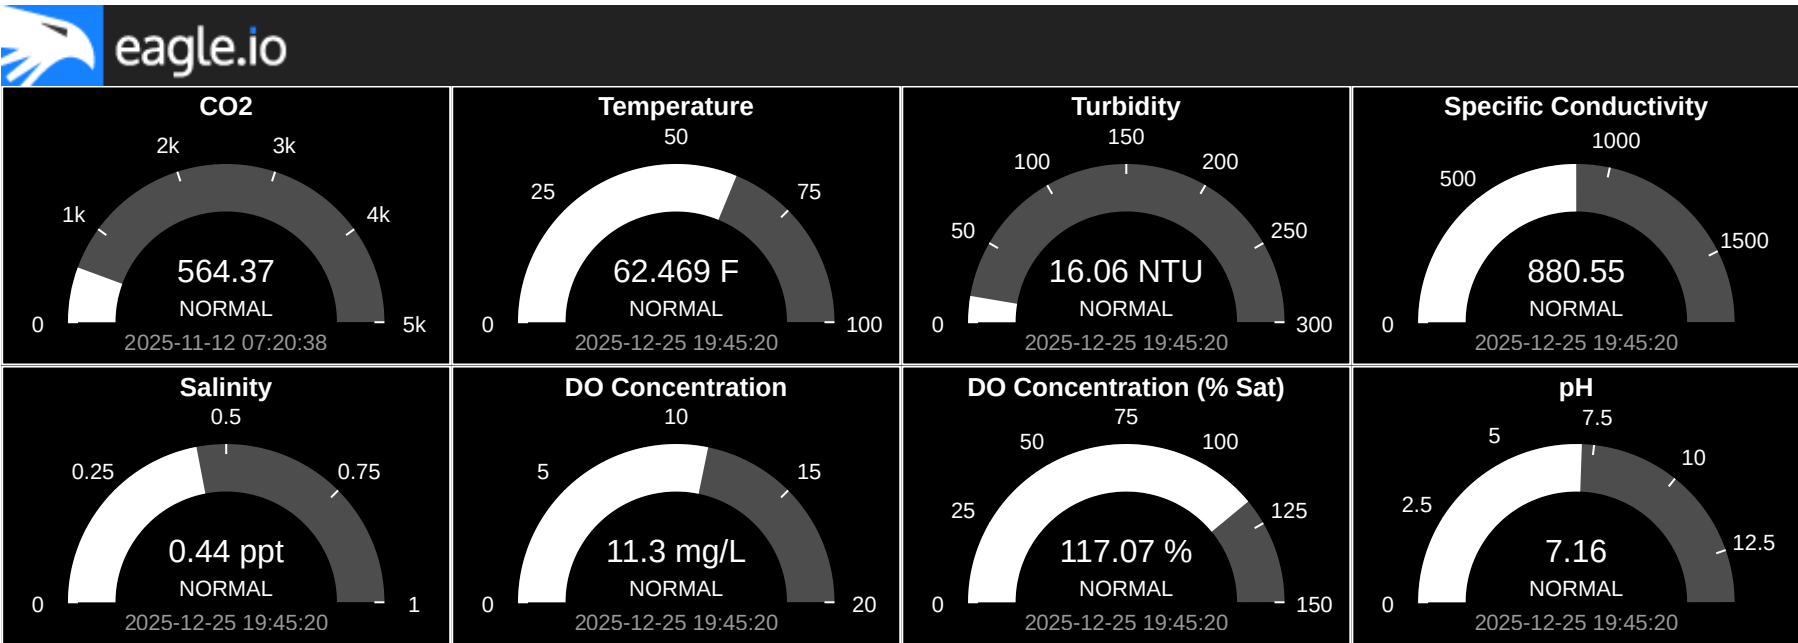 eagle.io
CO2
2k
3k
1k
4k
564.37
NORMAL
0
5k
2025-11-12 07:20:38
Temperature
50
25
75
62.469 F
NORMAL
0
100
2025-12-25 19:45:20
Turbidity
150
100
200
50
250
16.06 NTU
NORMAL
0
300
2025-12-25 19:45:20
Specific Conductivity
1000
500
1500
880.55
NORMAL
0
2025-12-25 19:45:20
Salinity
0.5
0.25
0.75
0.44 ppt
NORMAL
0
1
2025-12-25 19:45:20
DO Concentration
10
5
15
11.3 mg/L
NORMAL
0
20
2025-12-25 19:45:20
DO Concentration (% Sat)
75
50
100
25
125
117.07 %
NORMAL
0
150
2025-12-25 19:45:20
pH
7.5
5
10
2.5
12.5
7.16
NORMAL
0
2025-12-25 19:45:20